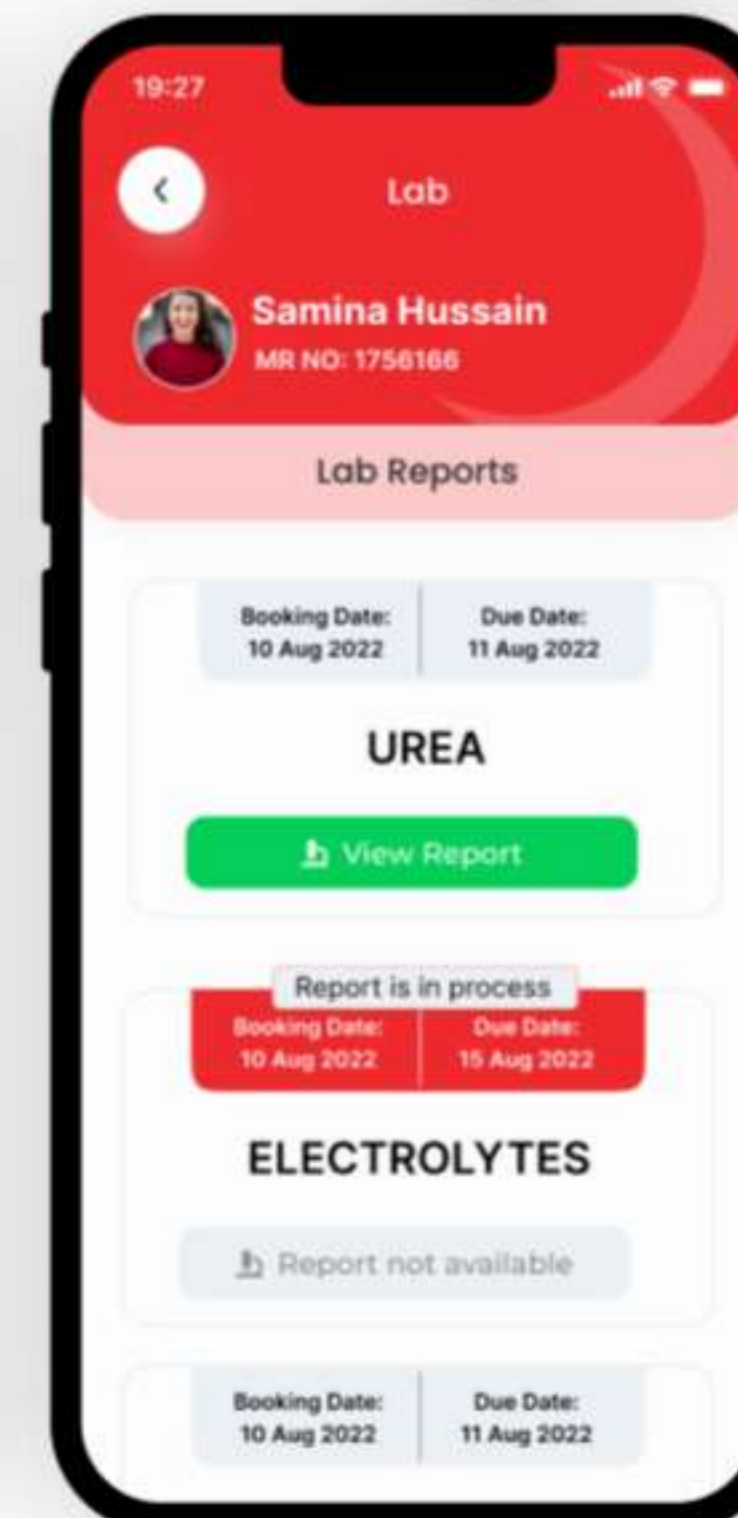 19:27
Lab
Samina Hussain
MR NO: 1756166
Lab Reports
Booking Date:
10 Aug 2022
Due Date:
11 Aug 2022
UREA
View Report
Report is in process
Booking Date:
10 Aug 2022
Due Date:
15 Aug 2022
ELECTROLYTES
Report not available
Booking Date:
10 Aug 2022
Due Date:
11 Aug 2022